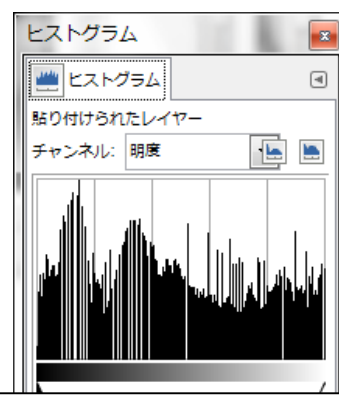 ヒストグラム
ヒストグラム
貼り付けられたレイヤー
チャンネル: 明度